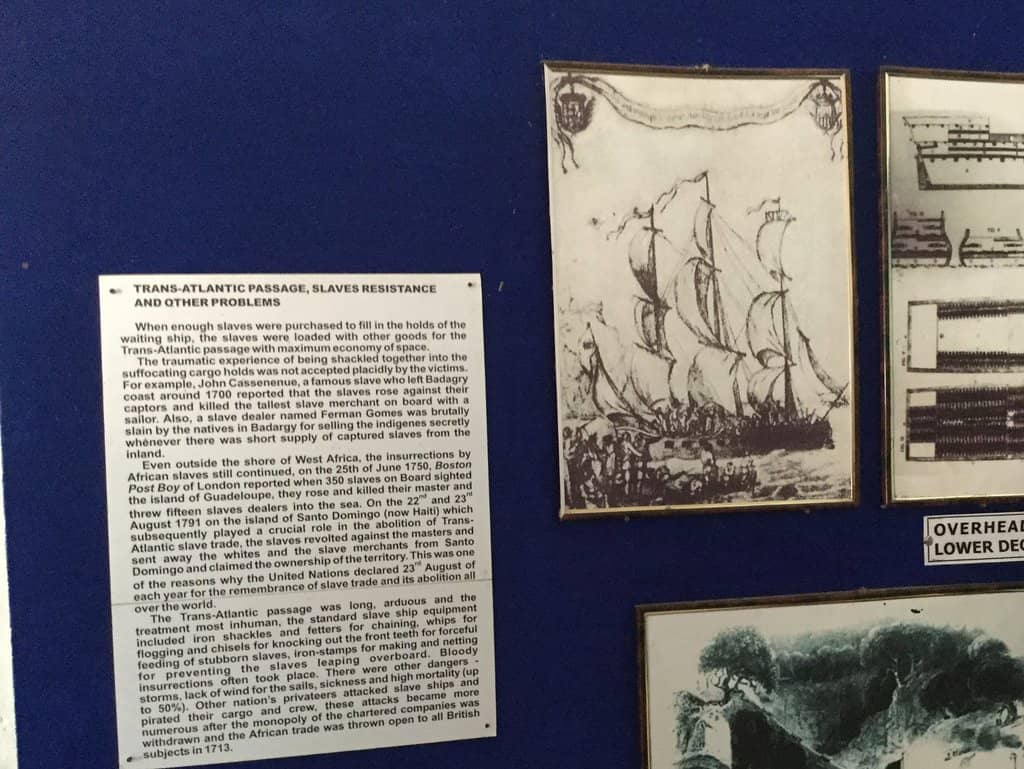 TRANS-ATLANTIC PASSAGE, SLAVES RESISTANCE
AND OTHER PROBLEMS
When enough slaves were purchased to fill in the holds of the
waiting ship, the slaves were loaded with other goods for the
Trans-Atlantic passage with maximum economy of space.
The traumatic experience of being shackled together into the
suffocating cargo holds was not accepted placidly by the victims.
For example, John Cassenenue, a famous slave who left Badagry
coast around 1700 reported that the slaves rose against their
captors and killed the tallest slave merchant on board with a
sailor. Also, a slave dealer named Ferman Gomes was brutally
slain by the natives in Badargy for selling the indigenes secretly
whenever there was short supply of captured slaves from the
inland.
Even outside the shore of West Africa, the insurrections by
African slaves still continued, on the 25th of June 1750, Boston
Post Boy of London reported when 350 slaves on Board sighted
the island of Guadeloupe, they rose and killed their master and
threw fifteen slaves dealers into the sea. On the 22nd and 23rd
August 1791 on the island of Santo Domingo (now Haiti) which
subsequently played a crucial role in the abolition of Trans-
Atlantic slave trade, the slaves revolted against the masters and
sent away the whites and the slave merchants from Santo
Domingo and claimed the ownership of the territory. This was one
of the reasons why the United Nations declared 23rd August of
each year for the remembrance of slave trade and its abolition all
over the world.
The Trans-Atlantic passage was long, arduous and the
treatment most inhuman, the standard slave ship equipment
included iron shackles and fetters for chaining, whips for
flogging and chisels for knocking out the front teeth for forceful
feeding of stubborn slaves, iron-stamps for making and netting
for preventing the slaves leaping overboard. Bloody
insurrections often took place. There were other dangers -
storms, lack of wind for the sails, sickness and high mortality (up
to 50%). Other nation's privateers attacked slave ships and
pirated their cargo and crew, these attacks became more
numerous after the monopoly of the chartered companies was
withdrawn and the African trade was thrown open to all British
subjects in 1713.
OVERHEAD
LOWER DEC